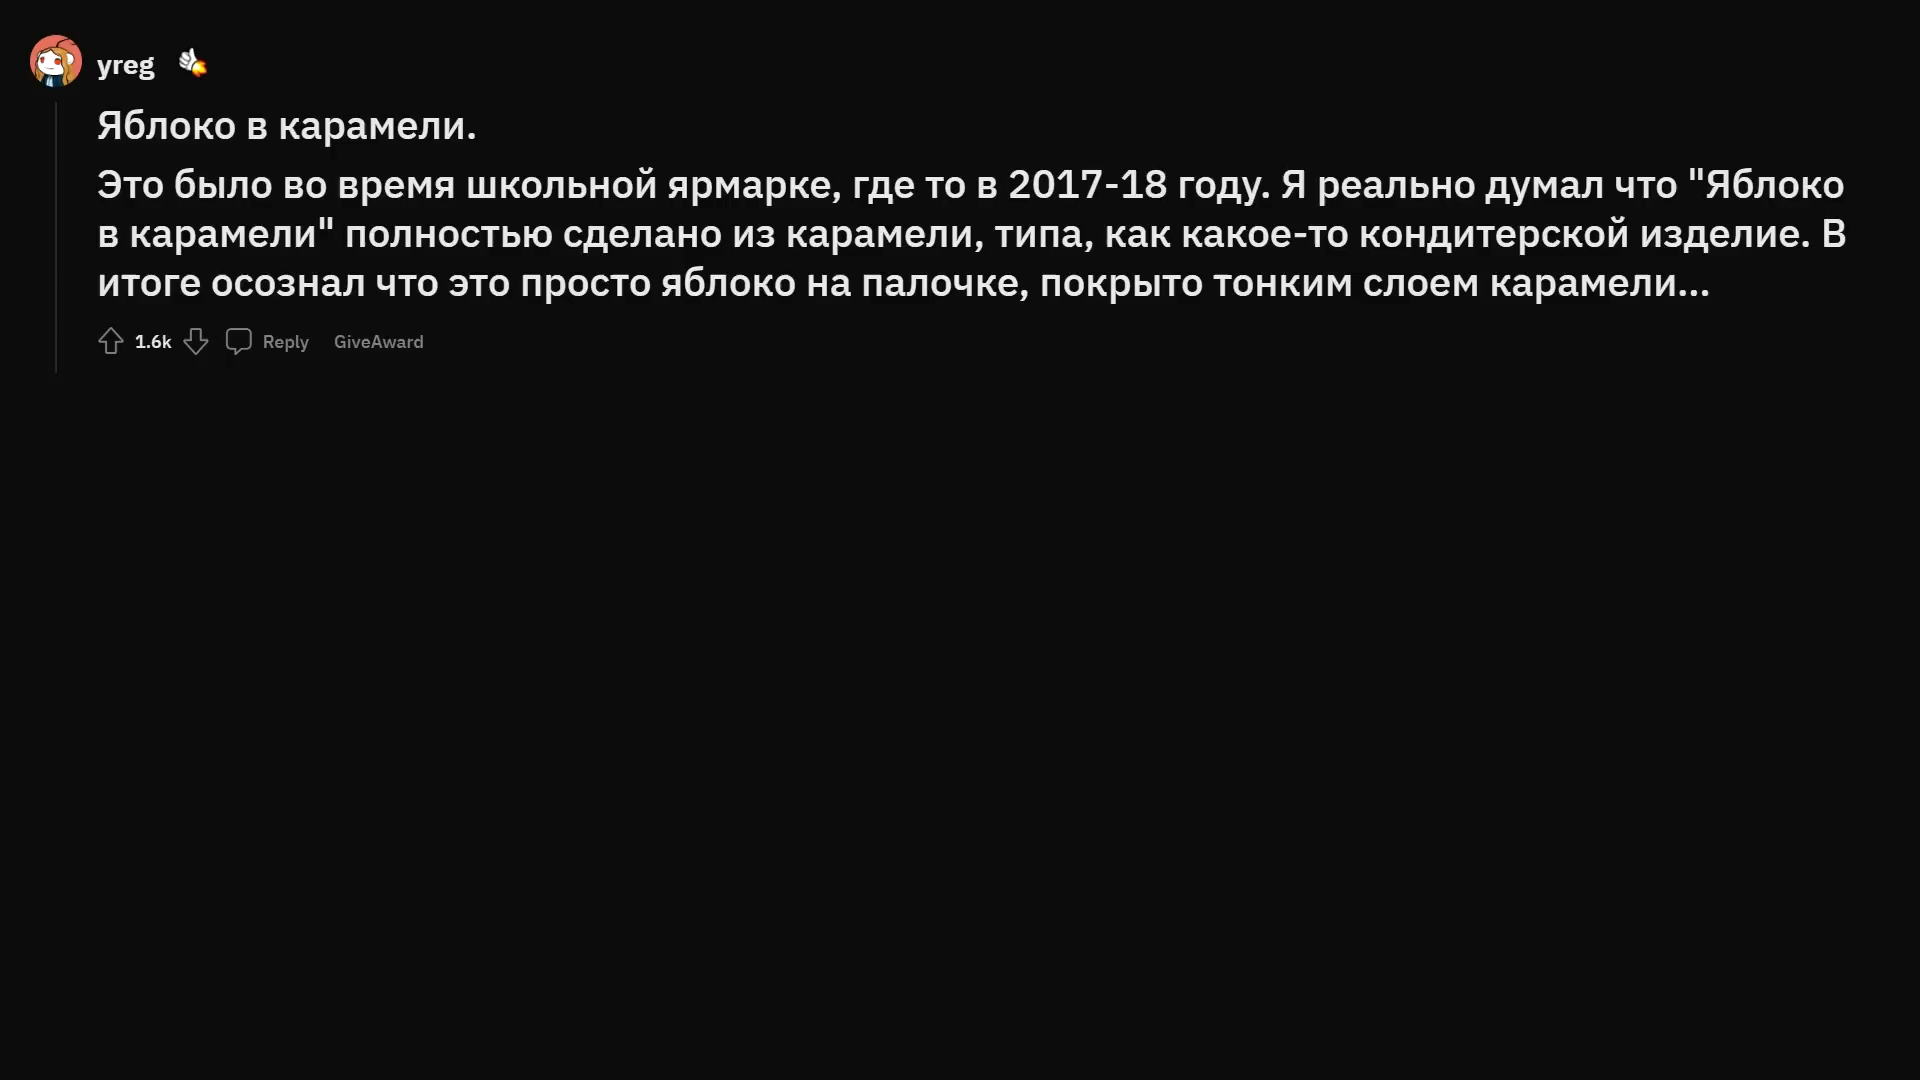 yreg
Яблоко в карамели.
Это было во время школьной ярмарке, где то в 2017-18 году. Я реально думал что "Яблоко
в карамели" полностью сделано из карамели, типа, как какое-то кондитерской изделие. В
итоге осознал что это просто яблоко на палочке, покрыто тонким слоем карамели...
1.6k Reply GiveAward